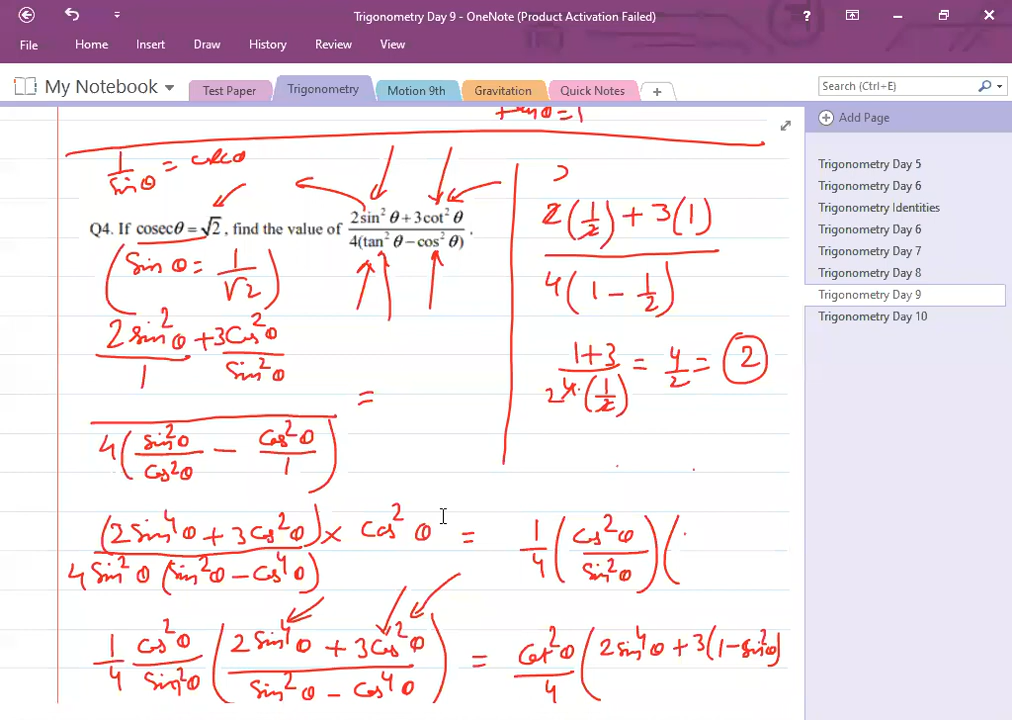 Trigonometry Day 9 - OneNote (Product Activation Failed)
File Home Insert Draw History Review View
My Notebook Test Paper Trigonometry Motion 9th Gravitation Quick Notes
Search (Ctrl+E)
Add Page
Trigonometry Day 5
Trigonometry Day 6
Trigonometry Identities
Trigonometry Day 6
Trigonometry Day 7
Trigonometry Day 8
Trigonometry Day 9
Trigonometry Day 10
tanθ = 1
1/sinθ = cosecθ
Q4. If cosecθ = √2, find the value of (2sin²θ + 3cot²θ)/(4(tan²θ – cos²θ)).
(Sinθ = 1/√2)
(2Sin²θ/1 + 3Cos²θ/Sin²θ)/(4(Sin²θ/Cos²θ – Cos²θ/1)) =
(2Sin⁴θ + 3Cos²θ)/(4Sin²θ (Sin²θ – Cos⁴θ)) × Cos²θ = 1/4 (Cos²θ/Sin²θ) (
1/4 Cos²θ/Sin²θ ((2Sin⁴θ + 3Cos²θ)/(Sin²θ – Cos⁴θ)) = Cot²θ/4 (2Sin⁴θ + 3(1–Sin²θ)
(2(1/2) + 3(1))/(4(1 – 1/2))
(1+3)/(4·(1/2)) = 4/2 = 2